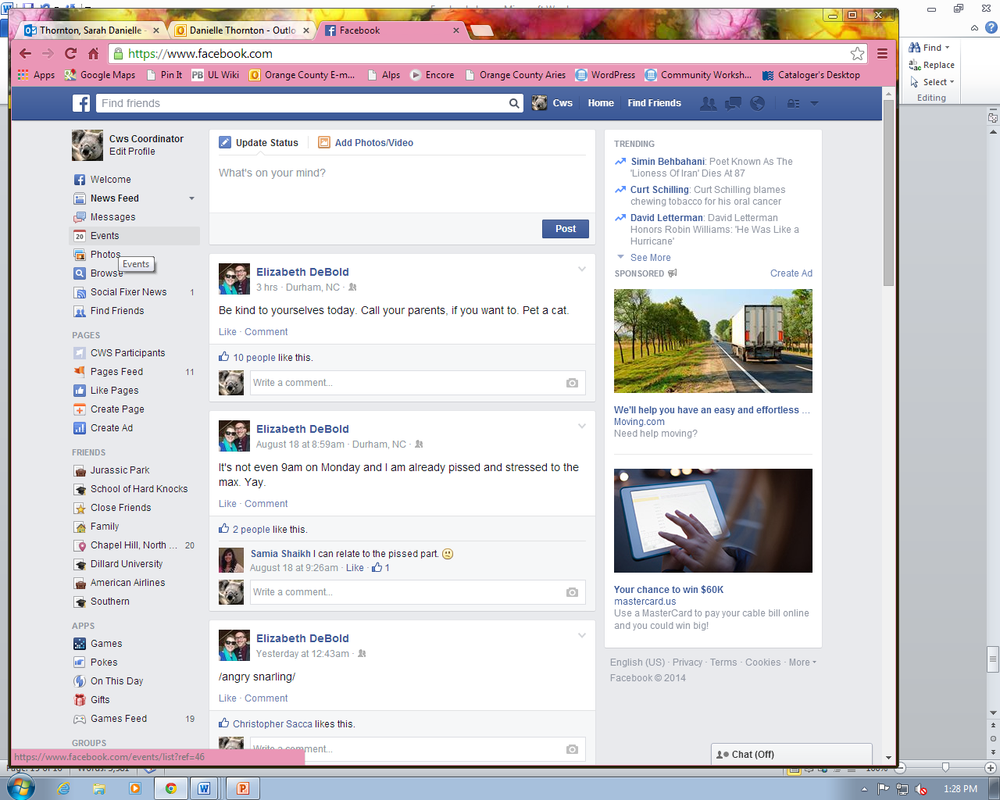 Thornton, Sarah Danielle -
Danielle Thornton - Outlo
Facebook
https://www.facebook.com
Apps
Google Maps
Pin It
UL Wiki
Orange County E-m...
Alps
Encore
Orange County Aries
WordPress
Community Worksh...
Cataloger's Desktop
Find
Replace
Select
Editing
Find friends
Cws
Home
Find Friends
Cws Coordinator
Edit Profile
Welcome
News Feed
Messages
20
Events
Photos
Events
Browse
Social Fixer News 1
Find Friends
PAGES
CWS Participants
Pages Feed 11
Like Pages
Create Page
Create Ad
FRIENDS
Jurassic Park
School of Hard Knocks
Close Friends
Family
Chapel Hill, North ... 20
Dillard University
American Airlines
Southern
APPS
Games
Pokes
On This Day
Gifts
Games Feed 19
GROUPS
https://www.facebook.com/events/list?ref=46
Update Status
Add Photos/Video
What's on your mind?
Post
Elizabeth DeBold
3 hrs · Durham, NC ·
Be kind to yourselves today. Call your parents, if you want to. Pet a cat.
Like · Comment
10 people like this.
Write a comment...
Elizabeth DeBold
August 18 at 8:59am · Durham, NC ·
It's not even 9am on Monday and I am already pissed and stressed to the
max. Yay.
Like · Comment
2 people like this.
Samia Shaikh I can relate to the pissed part.
August 18 at 9:26am · Like · 1
Write a comment...
Elizabeth DeBold
Yesterday at 12:43am ·
/angry snarling/
Like · Comment
Christopher Sacca likes this.
Write a comment...
TRENDING
Simin Behbahani: Poet Known As The
'Lioness Of Iran' Dies At 87
Curt Schilling: Curt Schilling blames
chewing tobacco for his oral cancer
David Letterman: David Letterman
Honors Robin Williams: 'He Was Like a
Hurricane'
See More
SPONSORED
Create Ad
We'll help you have an easy and effortless ...
Moving.com
Need help moving?
Your chance to win $60K
mastercard.us
Use a MasterCard to pay your cable bill online
and you could win big!
English (US) · Privacy · Terms · Cookies · More
Facebook © 2014
Chat (Off)
1:28 PM